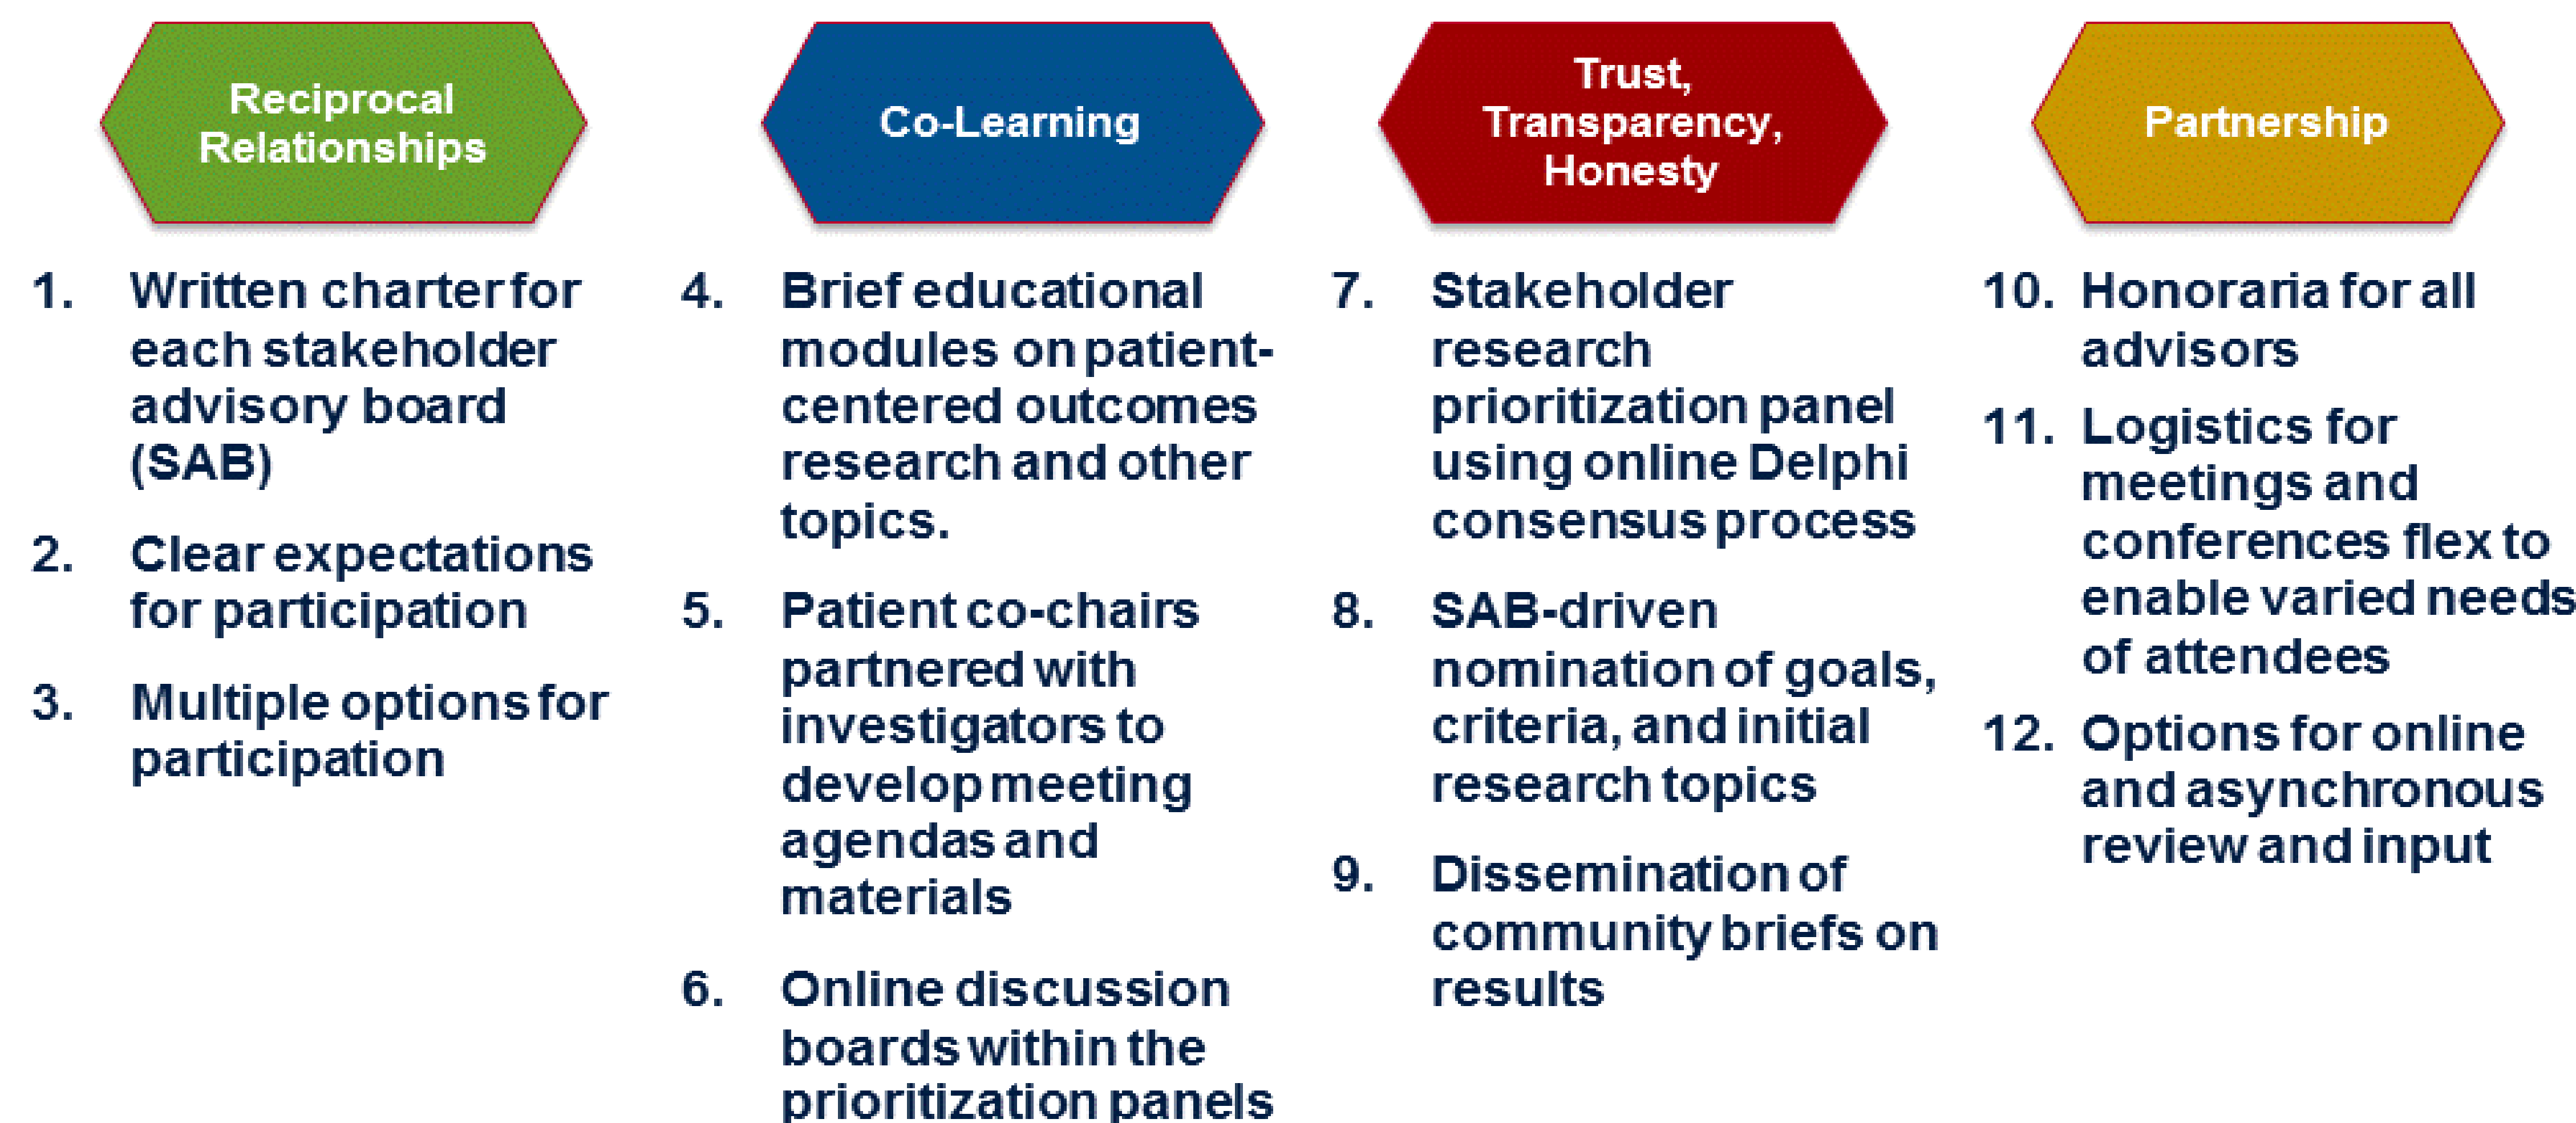 Reciprocal
Relationships
1. Written charter for
each stakeholder
advisory board
(SAB)
2. Clear expectations
for participation
3. Multiple options for
participation
Co-Learning
4. Brief educational
modules on patient-
centered outcomes
research and other
topics.
5. Patient co-chairs
partnered with
investigators to
develop meeting
agendas and
materials
6. Online discussion
boards within the
prioritization panels
Trust,
Transparency,
Honesty
7. Stakeholder
research
prioritization panel
using online Delphi
consensus process
8. SAB-driven
nomination of goals,
criteria, and initial
research topics
9. Dissemination of
community briefs on
results
Partnership
10. Honoraria for all
advisors
11. Logistics for
meetings and
conferences flex to
enable varied needs
of attendees
12. Options for online
and asynchronous
review and input